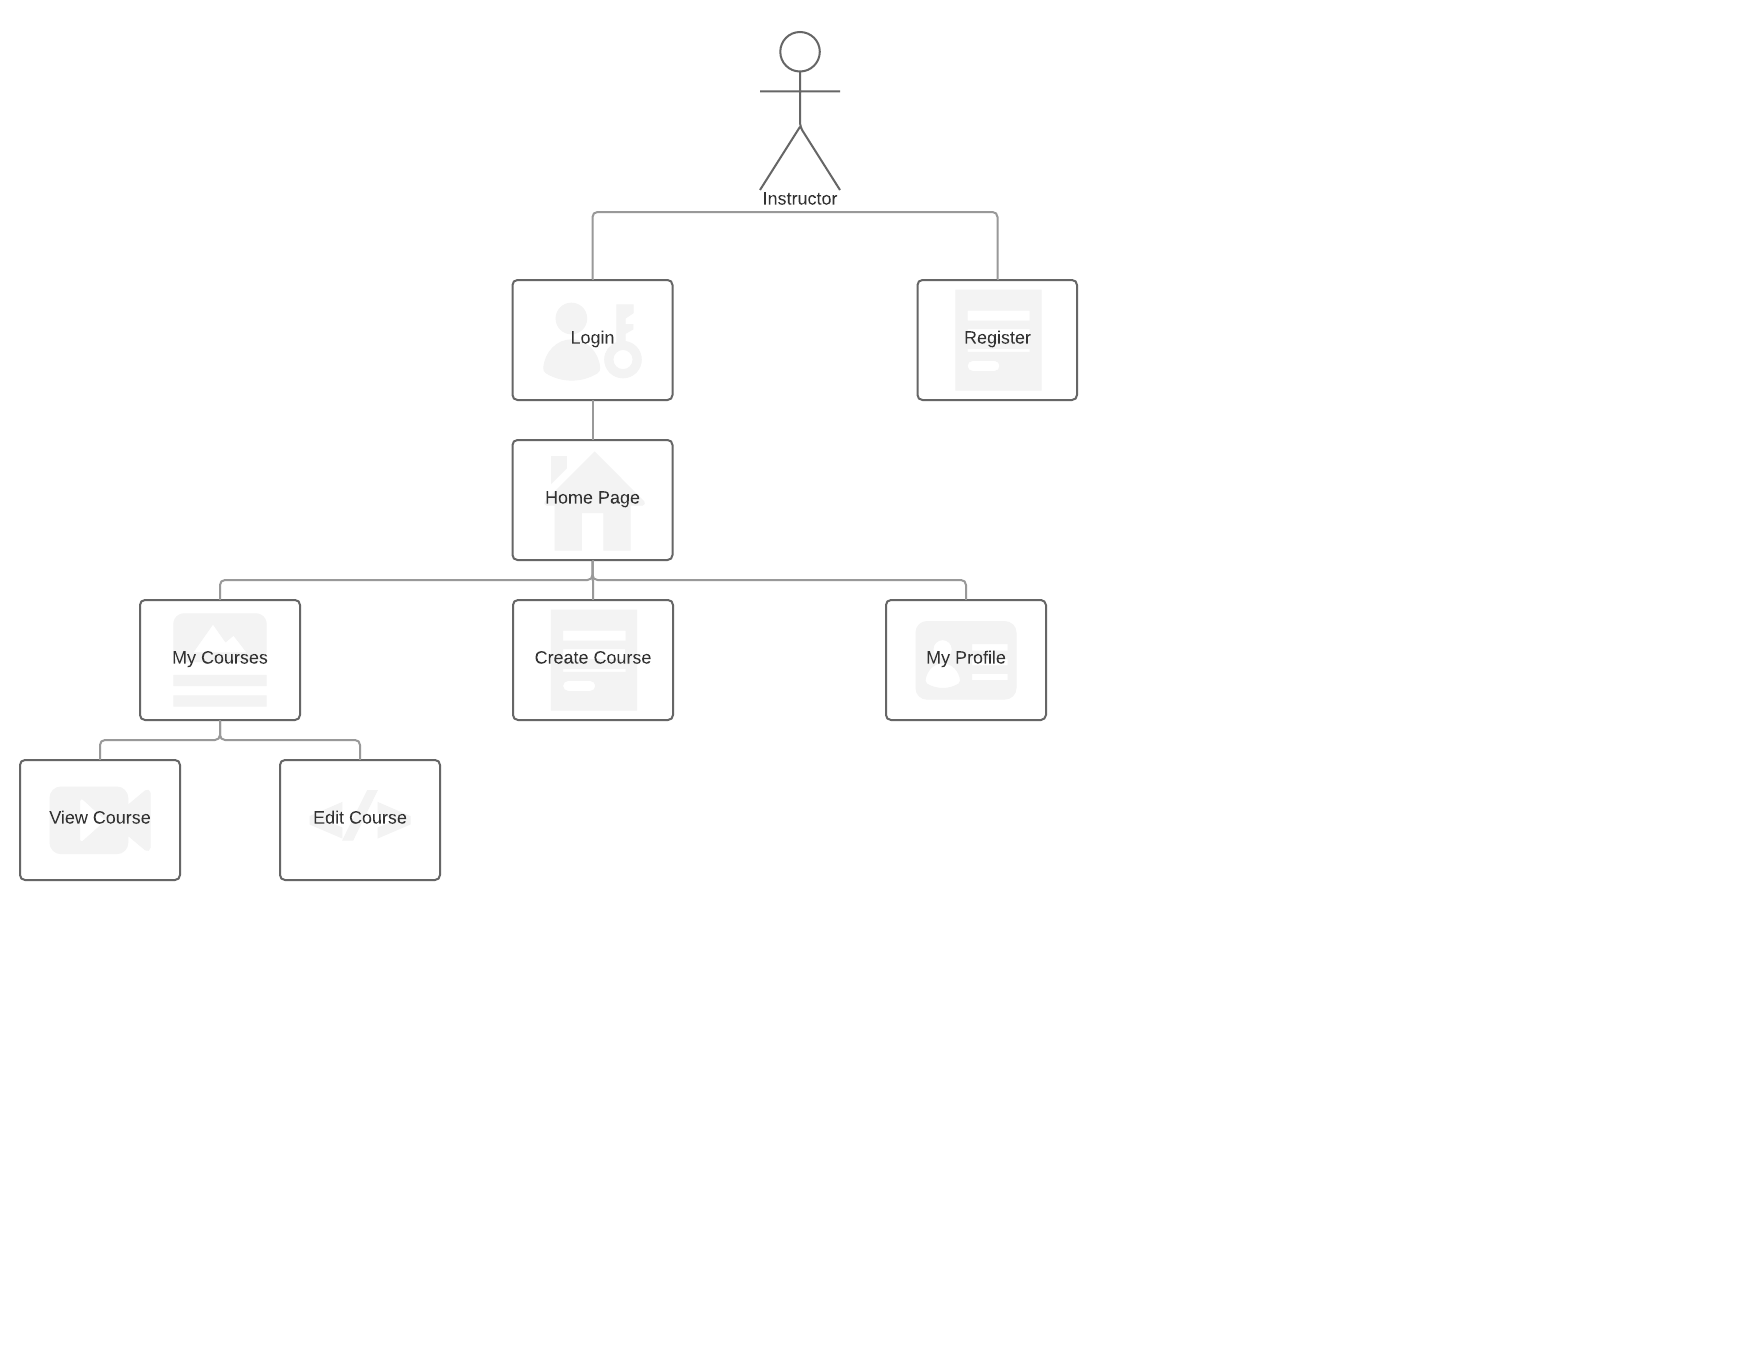 Instructor
Login
Register
Home Page
My Courses
Create Course
My Profile
View Course
Edit Course